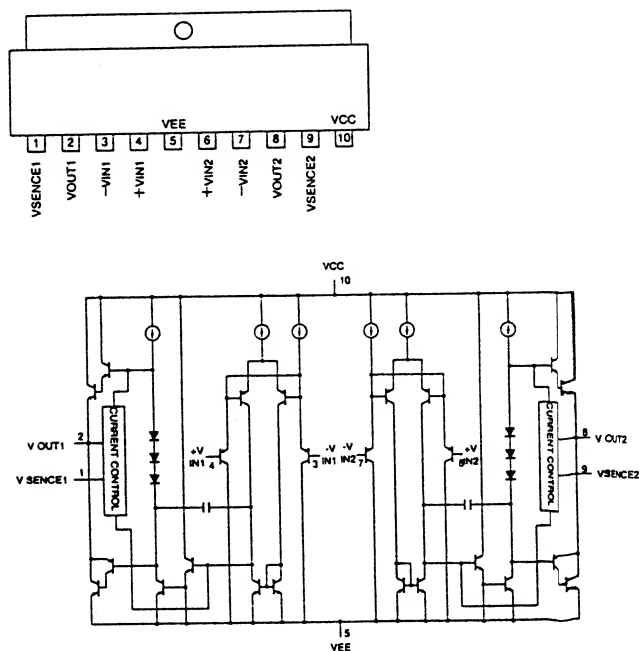 VEE
VCC
1 2 3 4 5 6 7 8 9 10
VSENCE1
VOUT1
−VIN1
+VIN1
+VIN2
−VIN2
VOUT2
VSENCE2
VCC
10
2
V OUT1
1
V SENCE1
CURRENT CONTROL
+V
IN1 4
3 -V
IN1
-V
IN2 7
6 +V
IN2
CURRENT CONTROL
8
V OUT2
9
VSENCE2
5
VEE